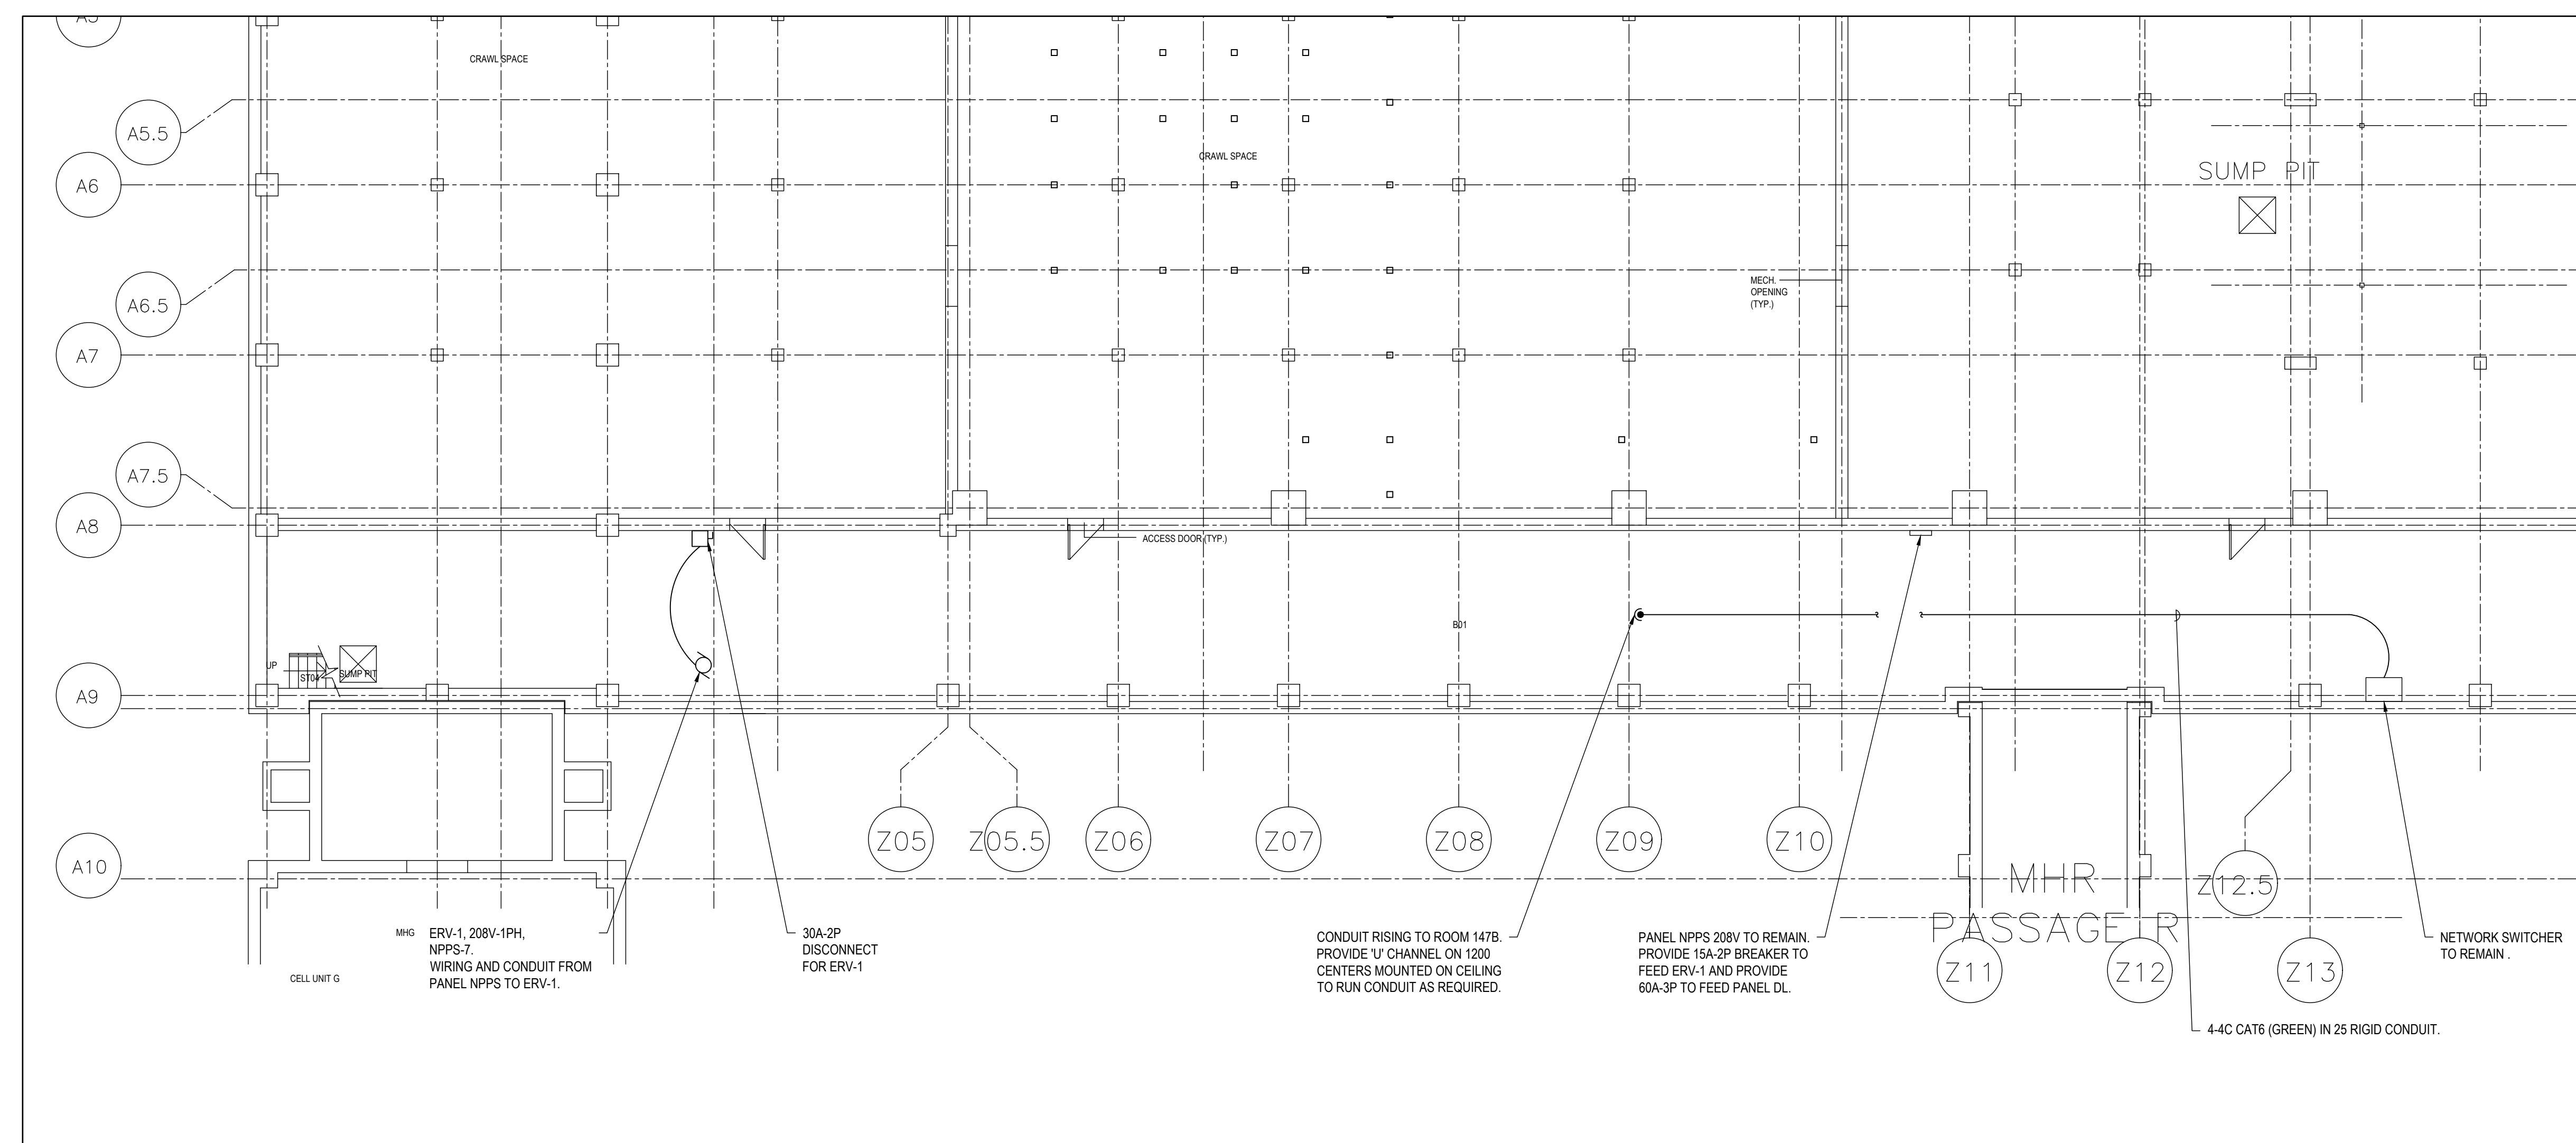 A5
CRAWL SPACE
A5.5
CRAWL SPACE
SUMP PIT
A6
MECH.
OPENING
(TYP.)
A6.5
A7
A7.5
A8
ACCESS DOOR (TYP.)
B01
UP
ST04
SUMP PIT
A9
Z05
Z05.5
Z06
Z07
Z08
Z09
Z10
A10
MHR
PASSAGE R
Z12.5
Z11
Z12
Z13
MHG
CELL UNIT G
ERV-1, 208V-1PH,
NPPS-7.
WIRING AND CONDUIT FROM
PANEL NPPS TO ERV-1.
30A-2P
DISCONNECT
FOR ERV-1
CONDUIT RISING TO ROOM 147B.
PROVIDE 'U' CHANNEL ON 1200
CENTERS MOUNTED ON CEILING
TO RUN CONDUIT AS REQUIRED.
PANEL NPPS 208V TO REMAIN.
PROVIDE 15A-2P BREAKER TO
FEED ERV-1 AND PROVIDE
60A-3P TO FEED PANEL DL.
NETWORK SWITCHER
TO REMAIN .
4-4C CAT6 (GREEN) IN 25 RIGID CONDUIT.